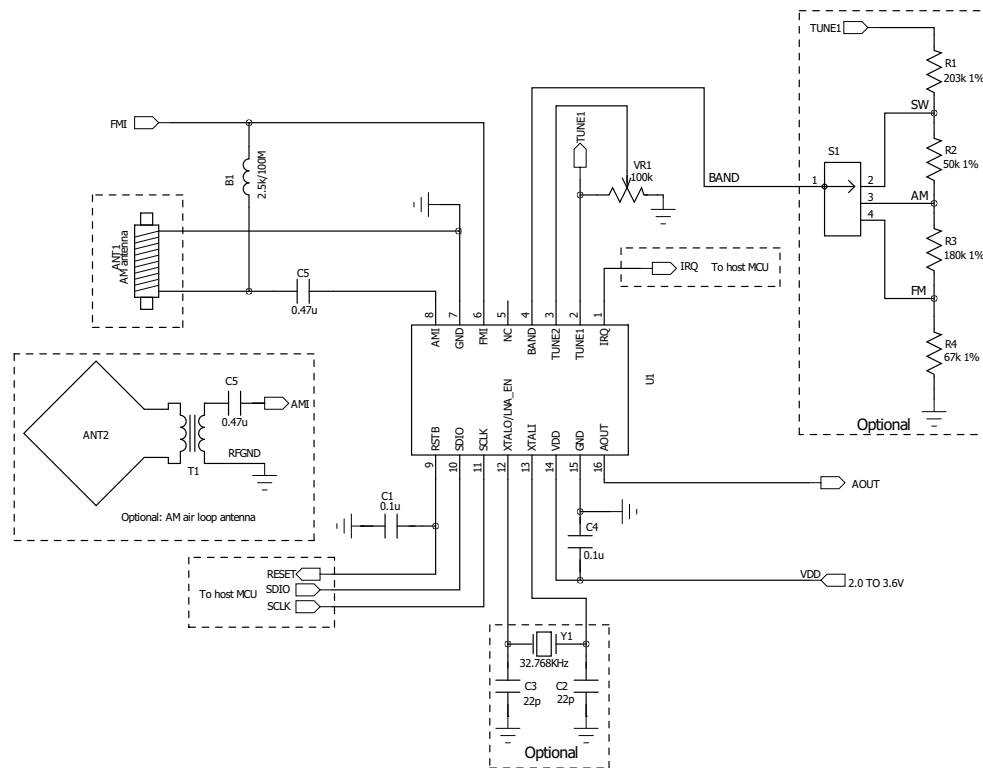 TUNE1
R1
203k 1%
SW
R2
50k 1%
S1
1
2
3
4
AM
R3
180k 1%
FM
R4
67k 1%
Optional
BAND
FMI
B1
2.5k/100M
TUNE1
VR1
100k
IRQ
To host MCU
ANT1
AM antenna
C5
0.47u
8
7
6
5
4
3
2
1
AMI
GND
FMI
NC
BAND
TUNE2
TUNE1
IRQ
U1
RSTB
SDIO
SCLK
XTALO/LNA_EN
XTALI
VDD
GND
AOUT
9
10
11
12
13
14
15
16
ANT2
C5
0.47u
AMI
T1
RFGND
Optional: AM air loop antenna
C1
0.1u
C4
0.1u
AOUT
To host MCU
RESET
SDIO
SCLK
VDD
2.0 TO 3.6V
Y1
32.768KHz
C3
22p
C2
22p
Optional